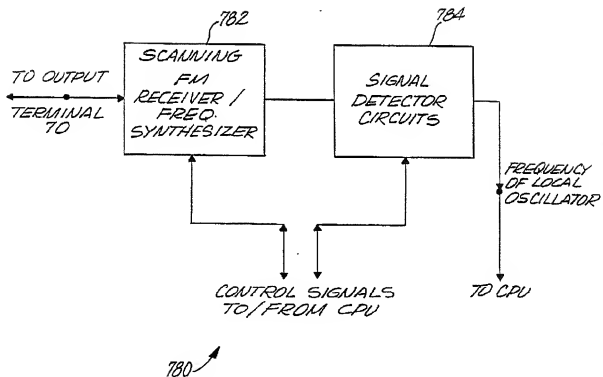 782
784
SCANNING
FM
RECEIVER /
FREQ.
SYNTHESIZER
SIGNAL
DETECTOR
CIRCUITS
TO OUTPUT
TERMINAL
70
FREQUENCY
OF LOCAL
OSCILLATOR
CONTROL SIGNALS
TO/FROM CPU
TO CPU
780